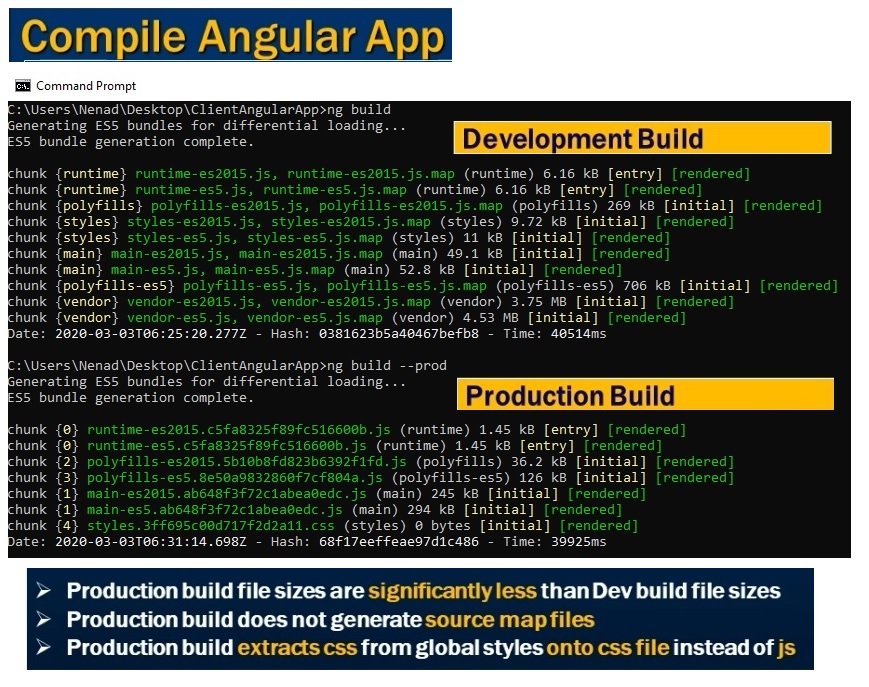 Compile Angular App
Command Prompt
C:\Users\Nenad\Desktop\ClientAngularApp>ng build
Generating ES5 bundles for differential loading...
ES5 bundle generation complete.
Development Build
chunk {runtime} runtime-es2015.js, runtime-es2015.js.map (runtime) 6.16 kB [entry] [rendered]
chunk {runtime} runtime-es5.js, runtime-es5.js.map (runtime) 6.16 kB [entry] [rendered]
chunk {polyfills} polyfills-es2015.js, polyfills-es2015.js.map (polyfills) 269 kB [initial] [rendered]
chunk {styles} styles-es2015.js, styles-es2015.js.map (styles) 9.72 kB [initial] [rendered]
chunk {styles} styles-es5.js, styles-es5.js.map (styles) 11 kB [initial] [rendered]
chunk {main} main-es2015.js, main-es2015.js.map (main) 49.1 kB [initial] [rendered]
chunk {main} main-es5.js, main-es5.js.map (main) 52.8 kB [initial] [rendered]
chunk {polyfills-es5} polyfills-es5.js, polyfills-es5.js.map (polyfills-es5) 706 kB [initial] [rendered]
chunk {vendor} vendor-es2015.js, vendor-es2015.js.map (vendor) 3.75 MB [initial] [rendered]
chunk {vendor} vendor-es5.js, vendor-es5.js.map (vendor) 4.53 MB [initial] [rendered]
Date: 2020-03-03T06:25:20.277Z - Hash: 0381623b5a40467befb8 - Time: 40514ms
C:\Users\Nenad\Desktop\ClientAngularApp>ng build --prod
Generating ES5 bundles for differential loading...
ES5 bundle generation complete.
Production Build
chunk {0} runtime-es2015.c5fa8325f89fc516600b.js (runtime) 1.45 kB [entry] [rendered]
chunk {0} runtime-es5.c5fa8325f89fc516600b.js (runtime) 1.45 kB [entry] [rendered]
chunk {2} polyfills-es2015.5b10b8fd823b6392f1fd.js (polyfills) 36.2 kB [initial] [rendered]
chunk {3} polyfills-es5.8e50a9832860f7cf804a.js (polyfills-es5) 126 kB [initial] [rendered]
chunk {1} main-es2015.ab648f3f72c1abea0edc.js (main) 245 kB [initial] [rendered]
chunk {1} main-es5.ab648f3f72c1abea0edc.js (main) 294 kB [initial] [rendered]
chunk {4} styles.3ff695c00d717f2d2a11.css (styles) 0 bytes [initial] [rendered]
Date: 2020-03-03T06:31:14.698Z - Hash: 68f17eeffeae97d1c486 - Time: 39925ms
➢ Production build file sizes are significantly less than Dev build file sizes
➢ Production build does not generate source map files
➢ Production build extracts css from global styles onto css file instead of js